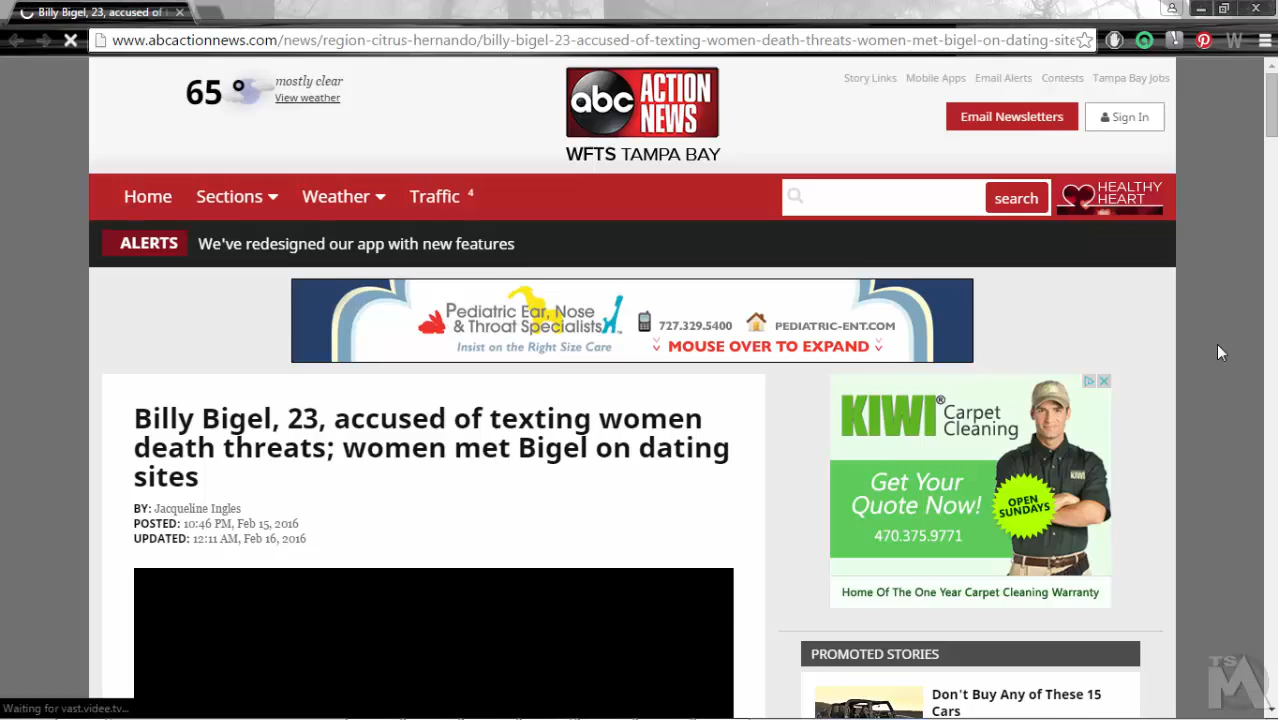 Billy Bigel, 23, accused of
www.abcactionnews.com/news/region-citrus-hernando/billy-bigel-23-accused-of-texting-women-death-threats-women-met-bigel-on-dating-site
65 °
mostly clear
View weather
abc ACTION NEWS
WFTS TAMPA BAY
Story Links Mobile Apps Email Alerts Contests Tampa Bay Jobs
Email Newsletters Sign In
Home Sections Weather Traffic 4
search
HEALTHY HEART
ALERTS We've redesigned our app with new features
Pediatric Ear, Nose
& Throat Specialists
Insist on the Right Size Care
727.329.5400 PEDIATRIC-ENT.COM
MOUSE OVER TO EXPAND
Billy Bigel, 23, accused of texting women
death threats; women met Bigel on dating
sites
BY: Jacqueline Ingles
POSTED: 10:46 PM, Feb 15, 2016
UPDATED: 12:11 AM, Feb 16, 2016
KIWI® Carpet Cleaning
KIWI
Get Your
Quote Now!
470.375.9771
OPEN
SUNDAYS
Home Of The One Year Carpet Cleaning Warranty
PROMOTED STORIES
Don't Buy Any of These 15
Cars
Waiting for vast.videe.tv...
TSM